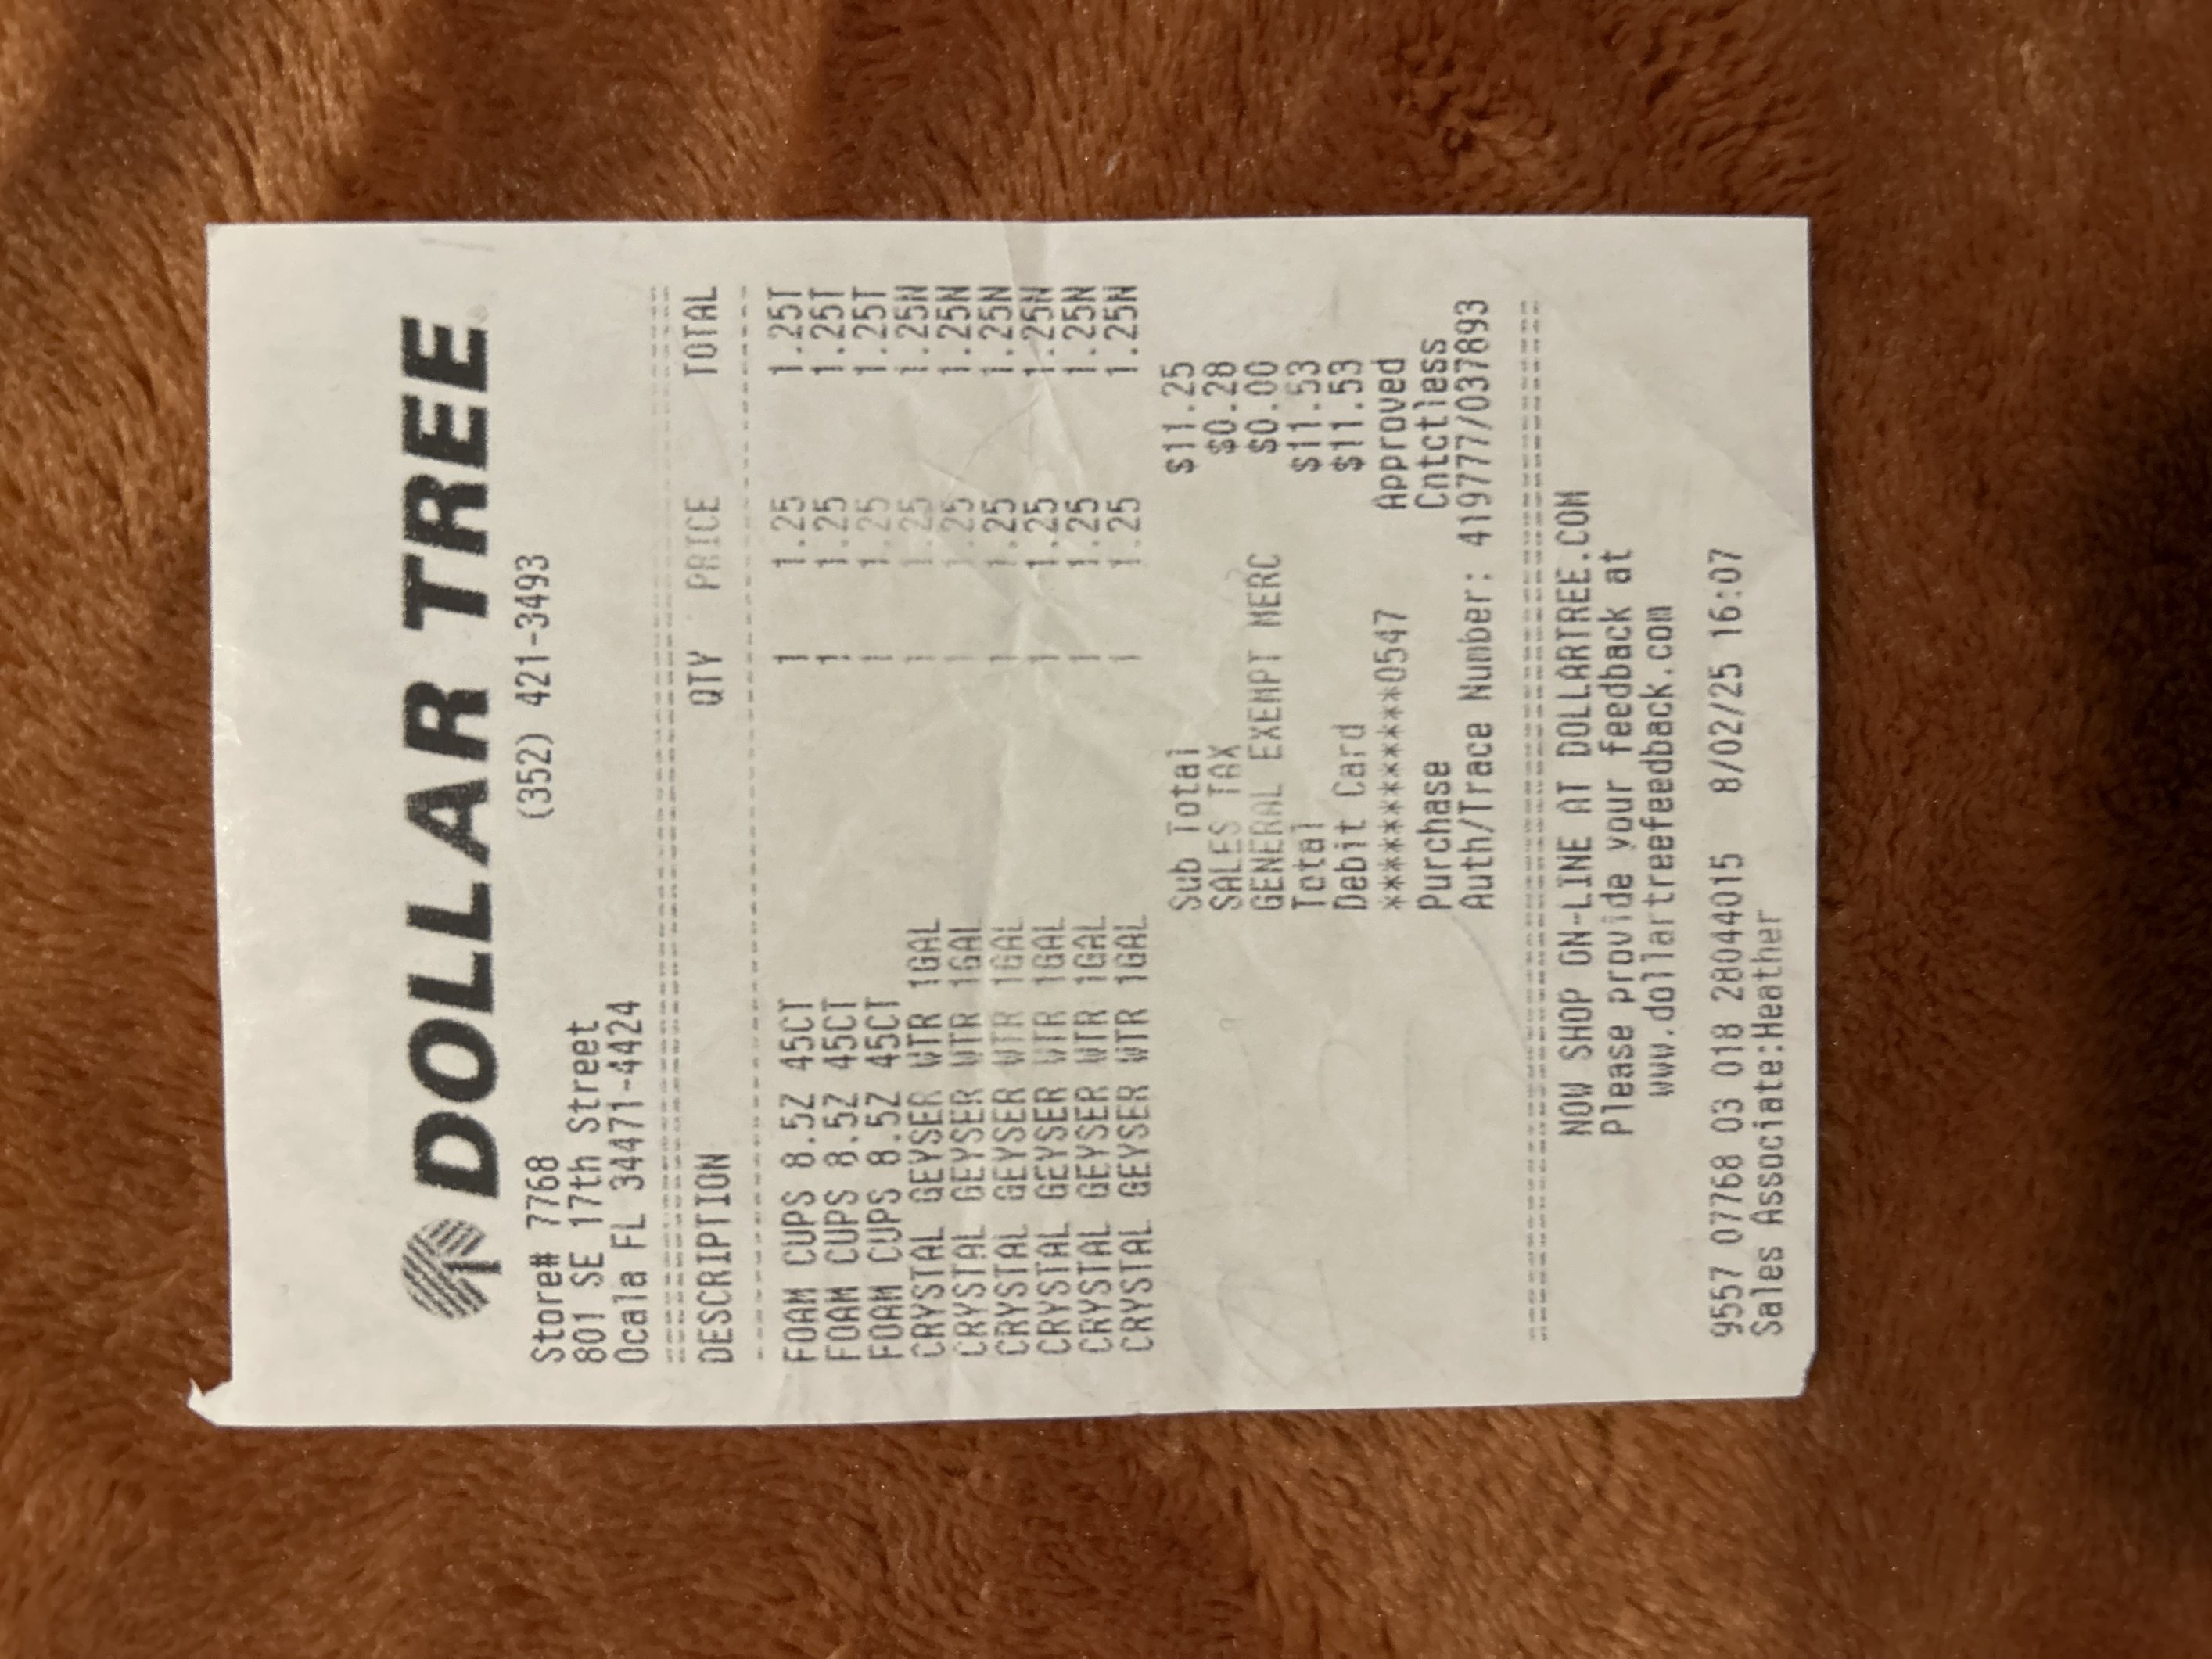 DOLLAR TREE
(352) 421-3493
Store# 7768
801 SE 17th Street
Ocala FL 34471-4424
DESCRIPTION QTY PRICE TOTAL
FOAM CUPS 8.5Z 45CT 1 1.25 1.25T
FOAM CUPS 8.5Z 45CT 1 1.25 1.25T
FOAM CUPS 8.5Z 45CT 1 1.25 1.25T
CRYSTAL GEYSER WTR 1GAL 1 1.25 1.25N
CRYSTAL GEYSER WTR 1GAL 1 1.25 1.25N
CRYSTAL GEYSER WTR 1GAL 1 1.25 1.25N
CRYSTAL GEYSER WTR 1GAL 1 1.25 1.25N
CRYSTAL GEYSER WTR 1GAL 1 1.25 1.25N
CRYSTAL GEYSER WTR 1GAL 1 1.25 1.25N
Sub Total $11.25
SALES TAX $0.28
GENERAL EXEMPT MERC $0.00
Total $11.53
Debit Card $11.53
************0547 Approved
Purchase Cntctless
Auth/Trace Number: 419777/037893
NOW SHOP ON-LINE AT DOLLARTREE.COM
Please provide your feedback at
www.dollartreefeedback.com
9557 07768 03 018 28044015 8/02/25 16:07
Sales Associate:Heather